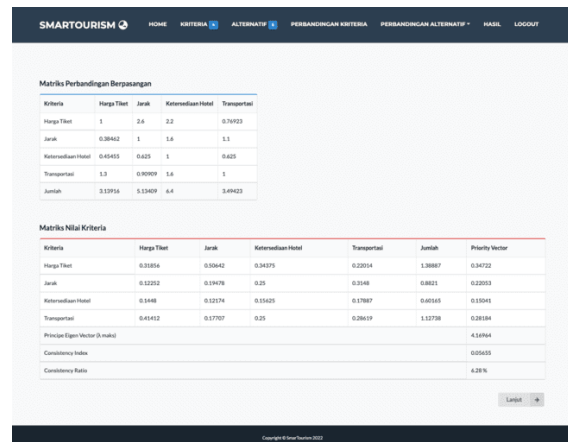 SMARTOURISM HOME KRITERIA ALTERNATIF PERBANDINGAN KRITERIA PERBANDINGAN ALTERNATIF HASIL LOGOUT
Matriks Perbandingan Berpasangan
Kriteria Harga Tiket Jarak Ketersediaan Hotel Transportasi
Harga Tiket 1 2.6 2.2 0.76923
Jarak 0.38462 1 1.6 1.1
Ketersediaan Hotel 0.45455 0.625 1 0.625
Transportasi 1.3 0.90909 1.6 1
Jumlah 3.13916 5.13409 6.4 3.49423
Matriks Nilai Kriteria
Kriteria Harga Tiket Jarak Ketersediaan Hotel Transportasi Jumlah Priority Vector
Harga Tiket 0.31856 0.50642 0.34375 0.22014 1.38887 0.34722
Jarak 0.12252 0.19478 0.25 0.3148 0.8821 0.22053
Ketersediaan Hotel 0.1448 0.12174 0.15625 0.17887 0.60165 0.15041
Transportasi 0.41412 0.17707 0.25 0.28619 1.12738 0.28184
Principe Eigen Vector (λ maks) 4.16964
Consistency Index 0.05655
Consistency Ratio 6.28 %
Lanjut
Copyright © SmarTourism 2022